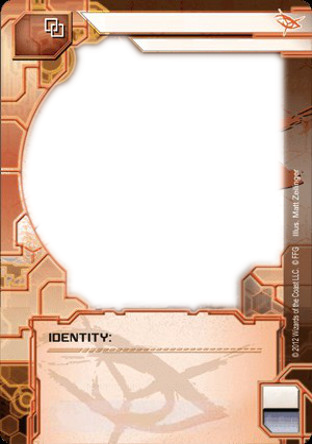 IDENTITY:
© 2012 Wizards of the Coast LLC. © FFG Illus. Matt Zeilinger